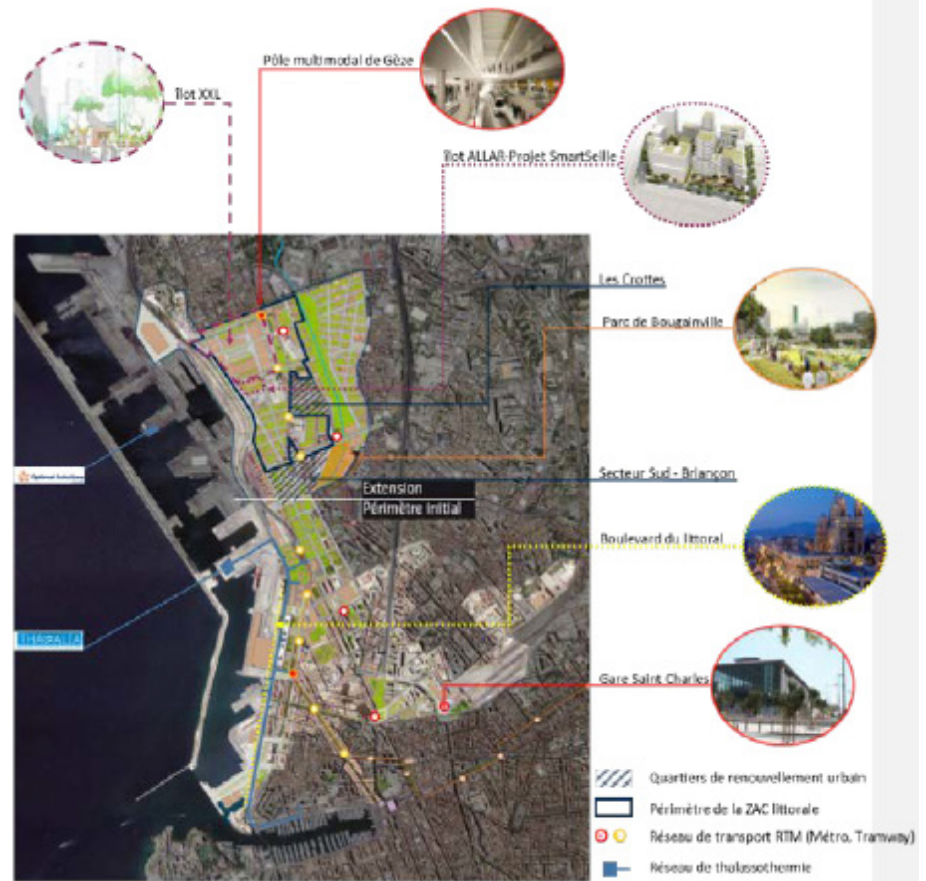 Pôle multimodal de Gèze
Îlot XXL
Îlot ALLAR-Projet SmartSeille
Les Crottes
Parc de Bougainville
Secteur Sud - Briançon
Extension
Périmètre initial
Boulevard du littoral
THASSALIA
Gare Saint Charles
Quartiers de renouvellement urbain
Périmètre de la ZAC littorale
Réseau de transport RTM (Métro, Tramway)
Réseau de thalassothermie